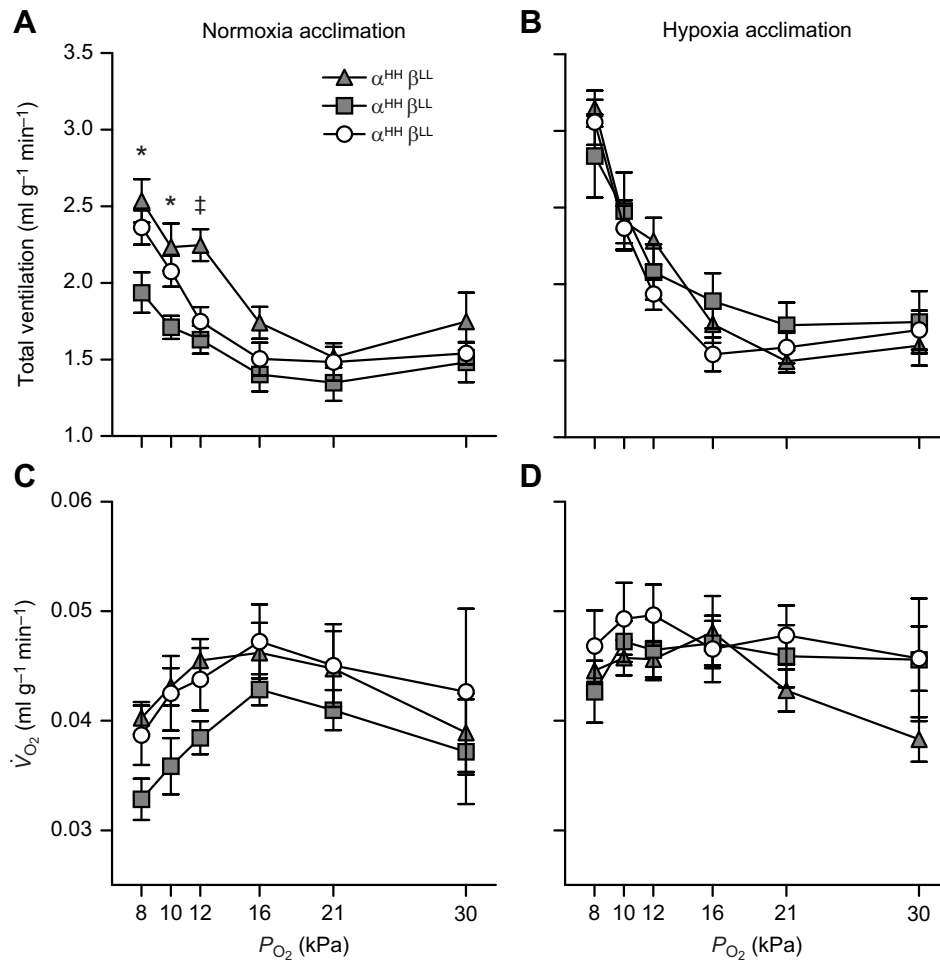 A
Normoxia acclimation
B
Hypoxia acclimation
3.5
3.0
2.5
2.0
1.5
1.0
Total ventilation (ml g⁻¹ min⁻¹)
αᴴᴴ βᴸᴸ
αᴴᴴ βᴸᴸ
αᴴᴴ βᴸᴸ
* * ‡
C
D
0.06
0.05
0.04
0.03
V̇O₂ (ml g⁻¹ min⁻¹)
8 10 12 16 21 30
8 10 12 16 21 30
PO₂ (kPa)
PO₂ (kPa)